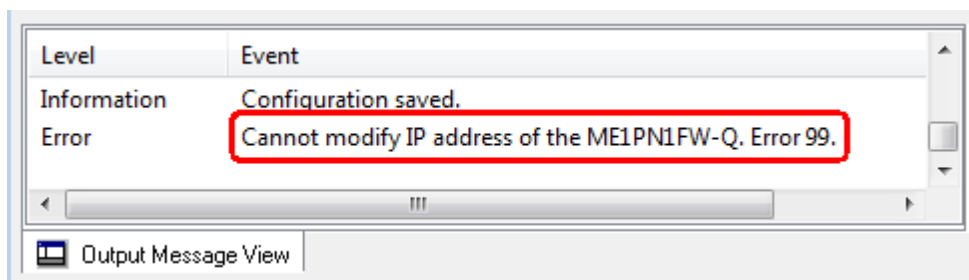 Level Event
Information Configuration saved.
Error Cannot modify IP address of the ME1PN1FW-Q. Error 99.
Output Message View